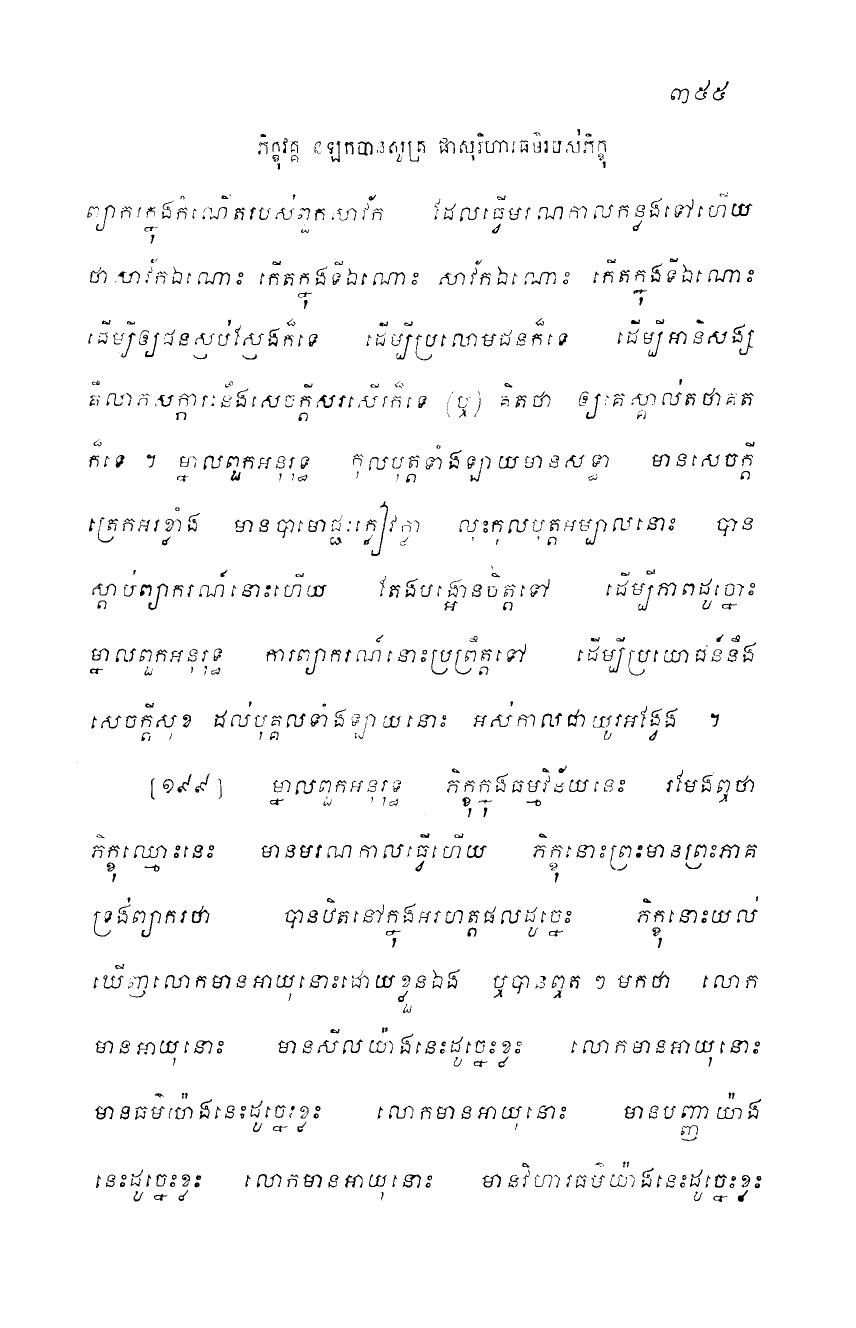 ៣៥៥
ភិក្ខុវគ្គ នឡកបានសូត្រ ផាសុវិហារធម៌របស់ភិក្ខុ
ព្យាករក្នុងកំណើតរបស់ពួកសាវ័ក ដែលធ្វើមរណកាលកន្លងទៅហើយ
ថា សាវ័កឯណោះ កើតក្នុងទីឯណោះ សាវ័កឯណោះ កើតក្នុងទីឯណោះ
ដើម្បីឲ្យជនស្ញប់ស្ញែងក៏ទេ ដើម្បីប្រលោមជនក៏ទេ ដើម្បីអានិសង្ស
គឺលាភសក្ការៈនឹងសេចក្តីសរសើរក៏ទេ (ឬ) គិតថា ឲ្យគេស្គាល់តថាគត
ក៏ទេ ។ ម្នាលពួកអនុរុទ្ធ កុលបុត្តទាំងឡាយមានសទ្ធា មានសេចក្តី
ត្រេកអរខ្លាំង មានបាមោជ្ជៈក្លៀវក្លា លុះកុលបុត្តអម្បាលនោះ បាន
ស្តាប់ព្យាករណ៍នោះហើយ តែងបង្អោនចិត្តទៅ ដើម្បីភាពដូច្នោះ
ម្នាលពួកអនុរុទ្ធ ការព្យាករណ៍នោះប្រព្រឹត្តទៅ ដើម្បីប្រយោជន៍នឹង
សេចក្តីសុខ ដល់បុគ្គលទាំងឡាយនោះ អស់កាលជាយូរអង្វែង ។
[១៩៩] ម្នាលពួកអនុរុទ្ធ ភិក្ខុក្នុងធម្មវិន័យនេះ រមែងឮថា
ភិក្ខុឈ្មោះនេះ មានមរណកាលធ្វើហើយ ភិក្ខុនោះព្រះមានព្រះភាគ
ទ្រង់ព្យាករថា បានឋិតនៅក្នុងអរហត្តផលដូច្នេះ ភិក្ខុនោះយល់
ឃើញលោកមានអាយុនោះដោយខ្លួនឯង ឬបានឮត ៗ មកថា លោក
មានអាយុនោះ មានសីលយ៉ាងនេះដូច្នេះខ្លះ លោកមានអាយុនោះ
មានធម៌យ៉ាងនេះដូច្នេះខ្លះ លោកមានអាយុនោះ មានបញ្ញាយ៉ាង
នេះដូច្នេះខ្លះ លោកមានអាយុនោះ មានវិហារធម៌យ៉ាងនេះដូច្នេះខ្លះ